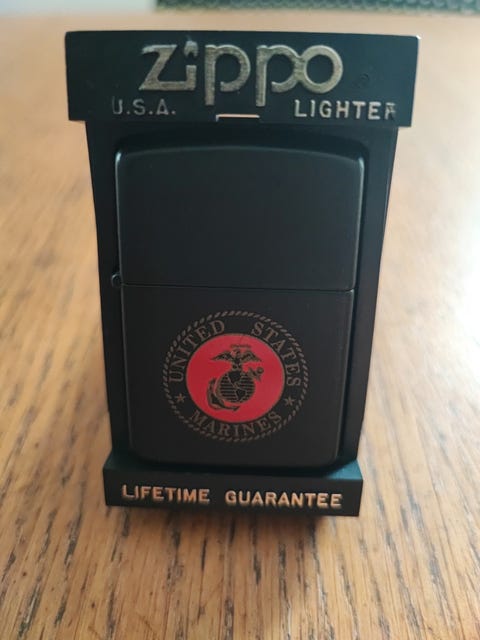 zippo
U.S.A. LIGHTER
UNITED STATES
MARINES
LIFETIME GUARANTEE